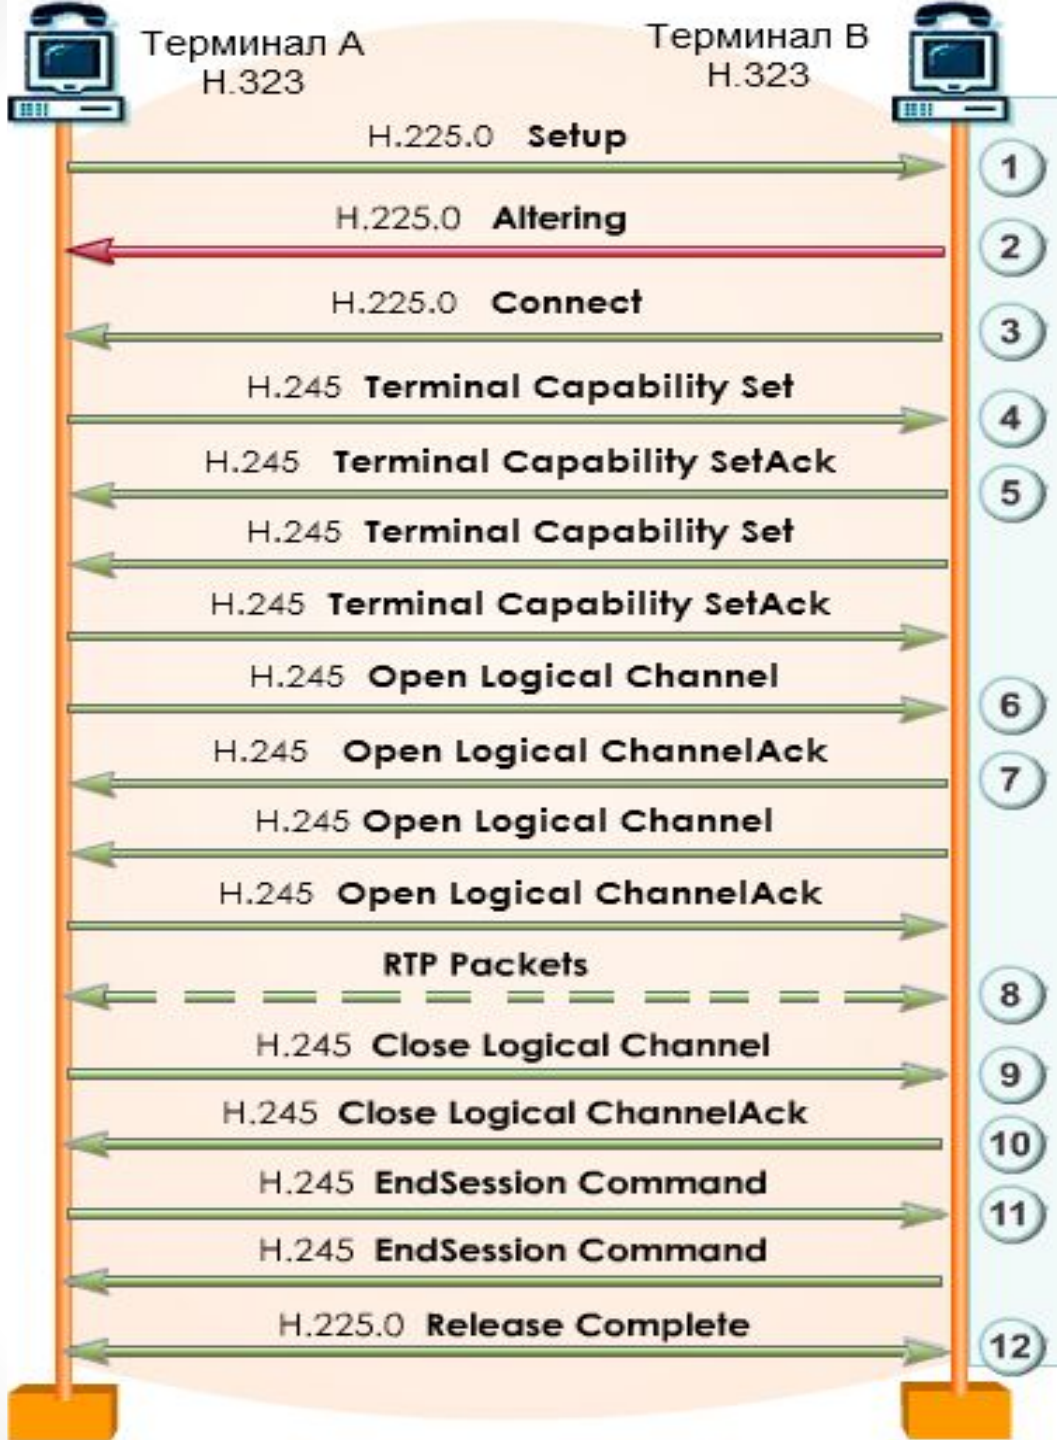 Терминал А
H.323
Терминал В
H.323
H.225.0 Setup
1
H.225.0 Altering
2
H.225.0 Connect
3
H.245 Terminal Capability Set
4
H.245 Terminal Capability SetAck
5
H.245 Terminal Capability Set
H.245 Terminal Capability SetAck
H.245 Open Logical Channel
6
H.245 Open Logical ChannelAck
7
H.245 Open Logical Channel
H.245 Open Logical ChannelAck
RTP Packets
8
H.245 Close Logical Channel
9
H.245 Close Logical ChannelAck
10
H.245 EndSession Command
11
H.245 EndSession Command
H.225.0 Release Complete
12